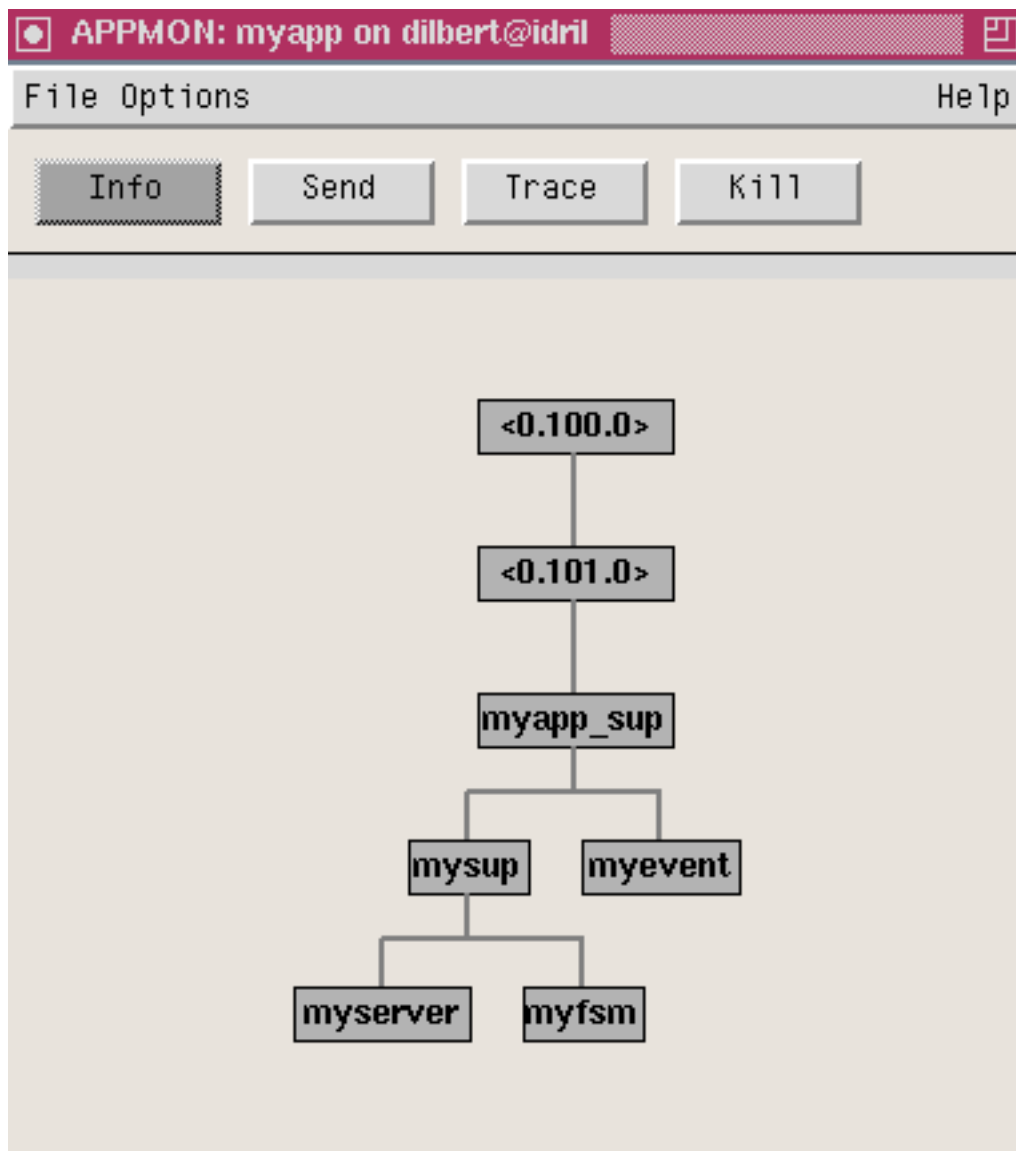 APPMON: myapp on dilbert@idril
File Options Help
Info Send Trace Kill
<0.100.0>
<0.101.0>
myapp_sup
mysup myevent
myserver myfsm